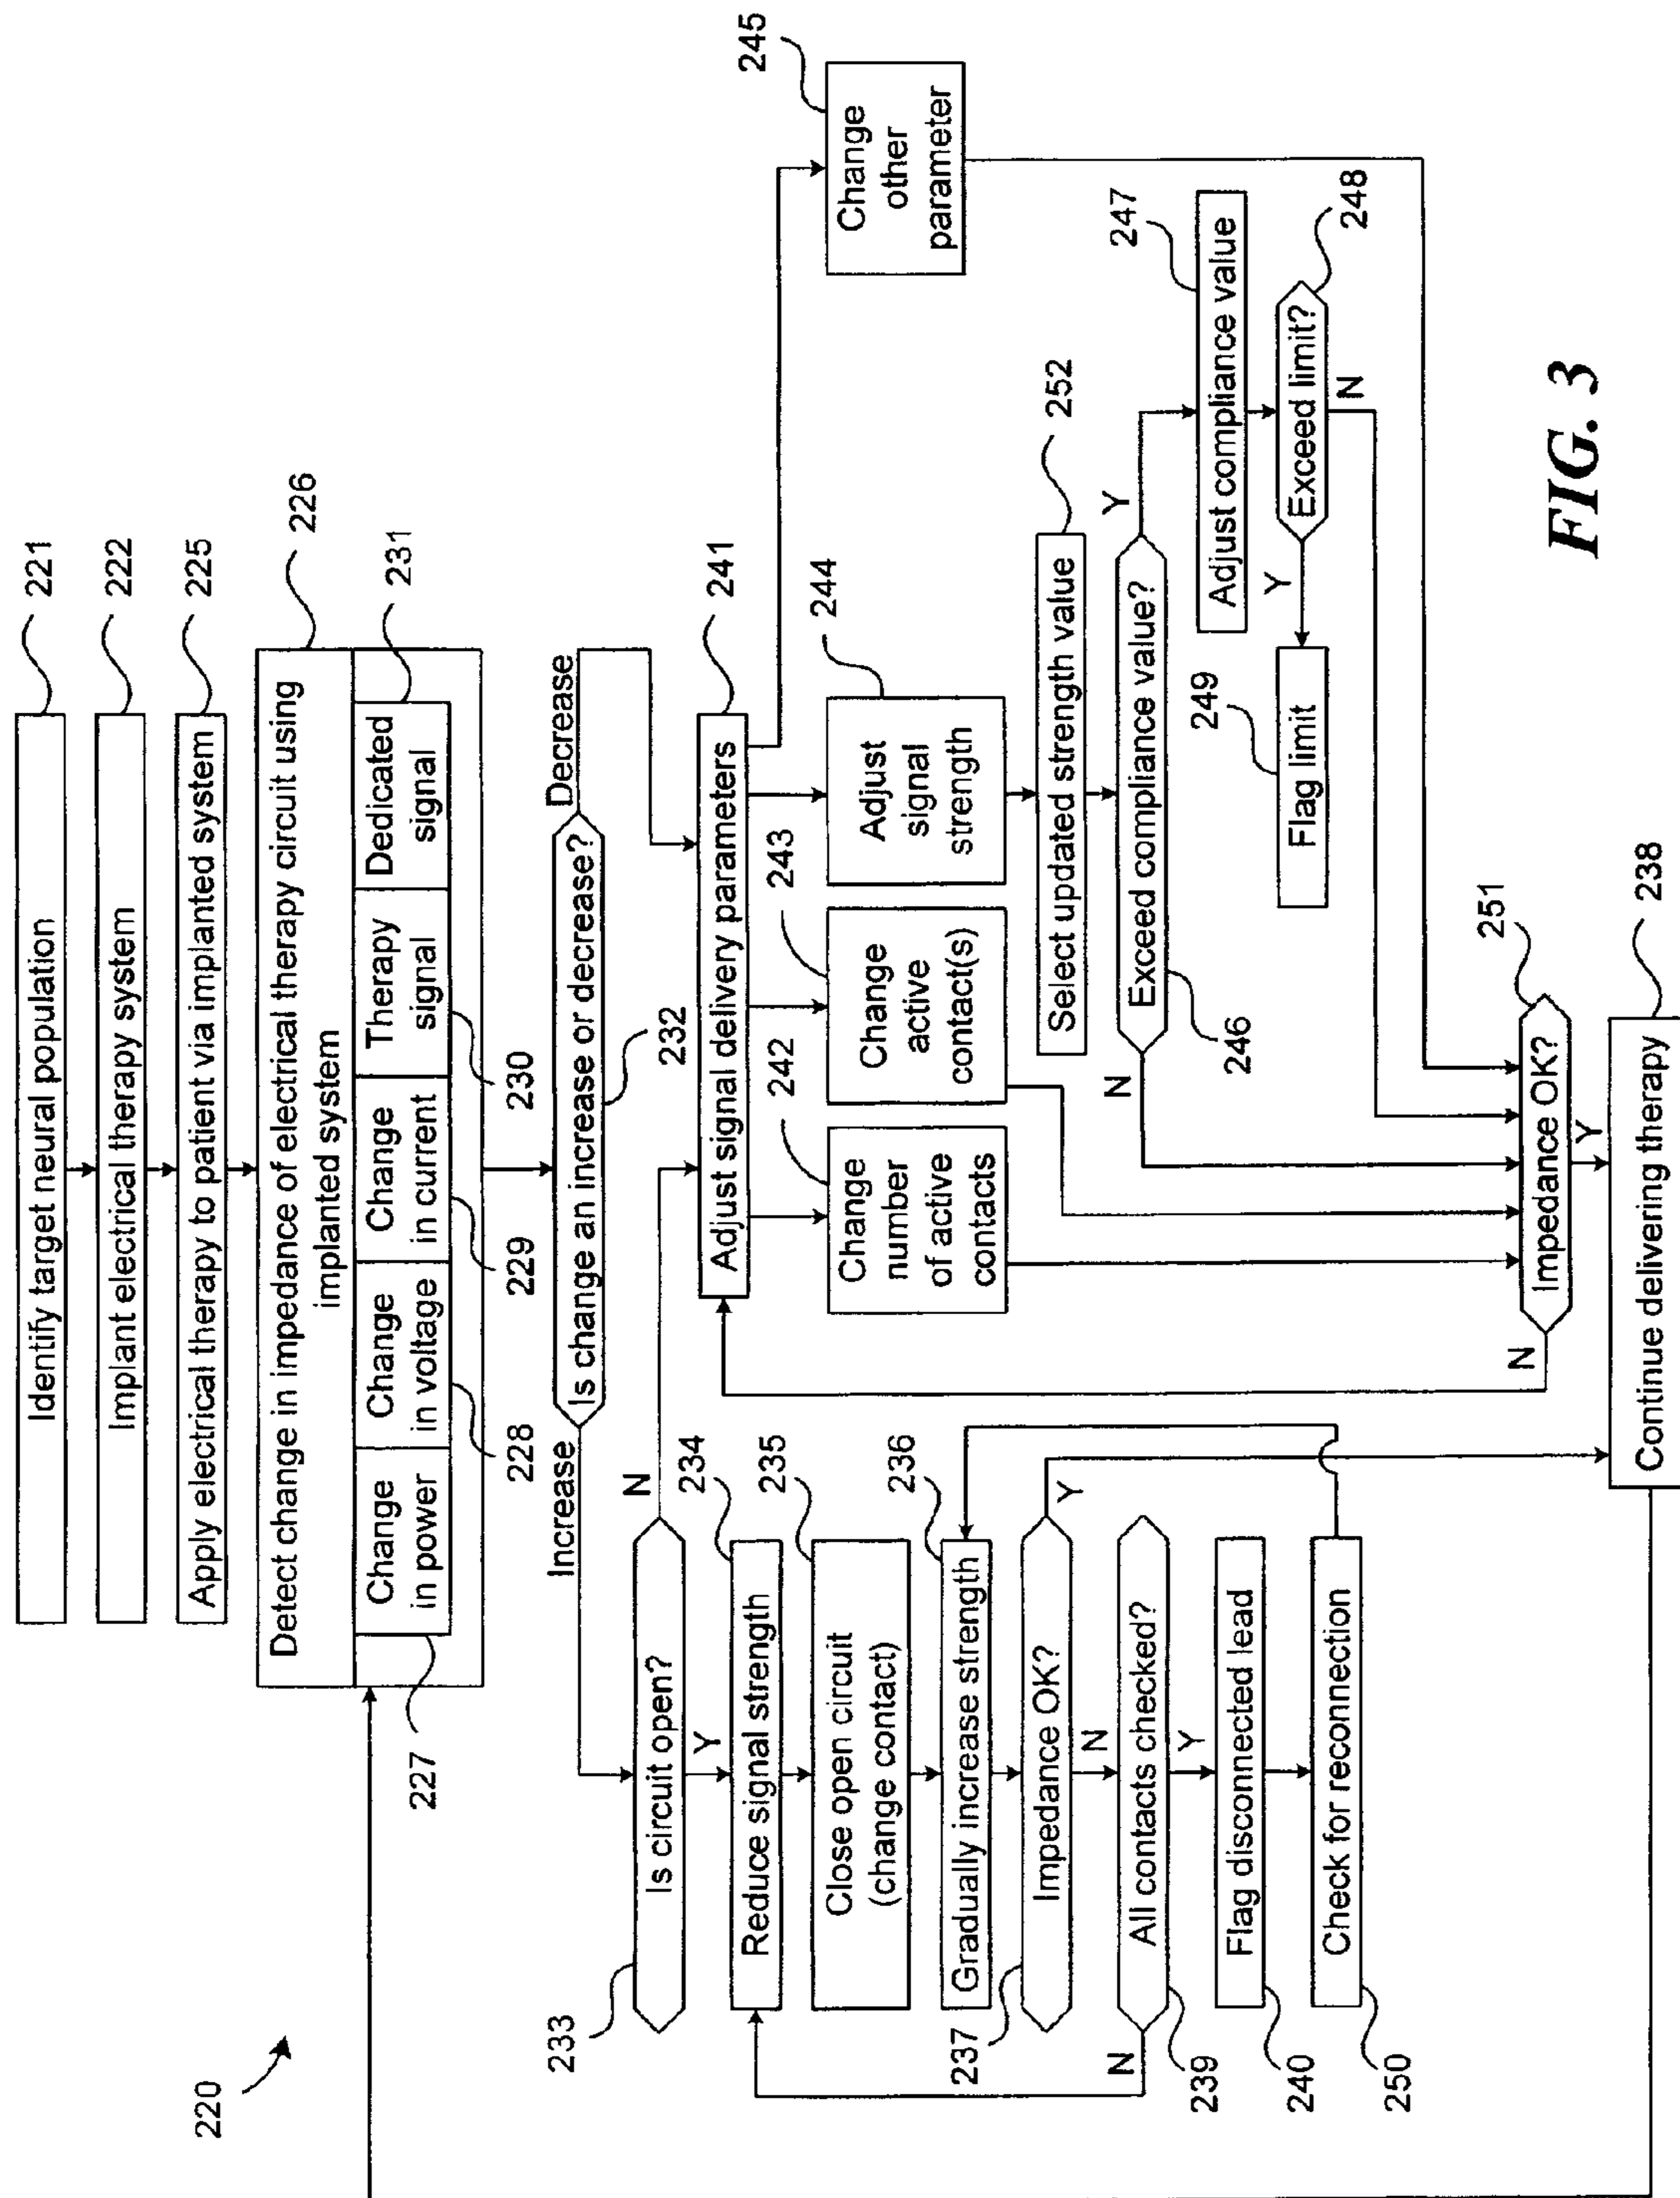 220
Identify target neural population
221
Implant electrical therapy system
222
Apply electrical therapy to patient via implanted system
225
Detect change in impedance of electrical therapy circuit using
implanted system
226
Change
in power
227
Change
in voltage
228
Change
in current
229
Therapy
signal
230
Dedicated
signal
231
Is change an increase or decrease?
232
Increase
Decrease
Is circuit open?
233
N
Y
Reduce signal strength
234
Close open circuit
(change contact)
235
Gradually increase strength
236
Impedance OK?
237
Y
N
All contacts checked?
239
N
Y
Flag disconnected lead
240
Check for reconnection
250
Adjust signal delivery parameters
241
Change
number
of active
contacts
242
Change
active
contact(s)
243
Adjust
signal
strength
244
Change
other
parameter
245
Select updated strength value
252
Exceed compliance value?
246
N
Y
Adjust compliance value
247
Exceed limit?
248
Y
N
Flag limit
249
Impedance OK?
251
N
Y
Continue delivering therapy
238
FIG. 3